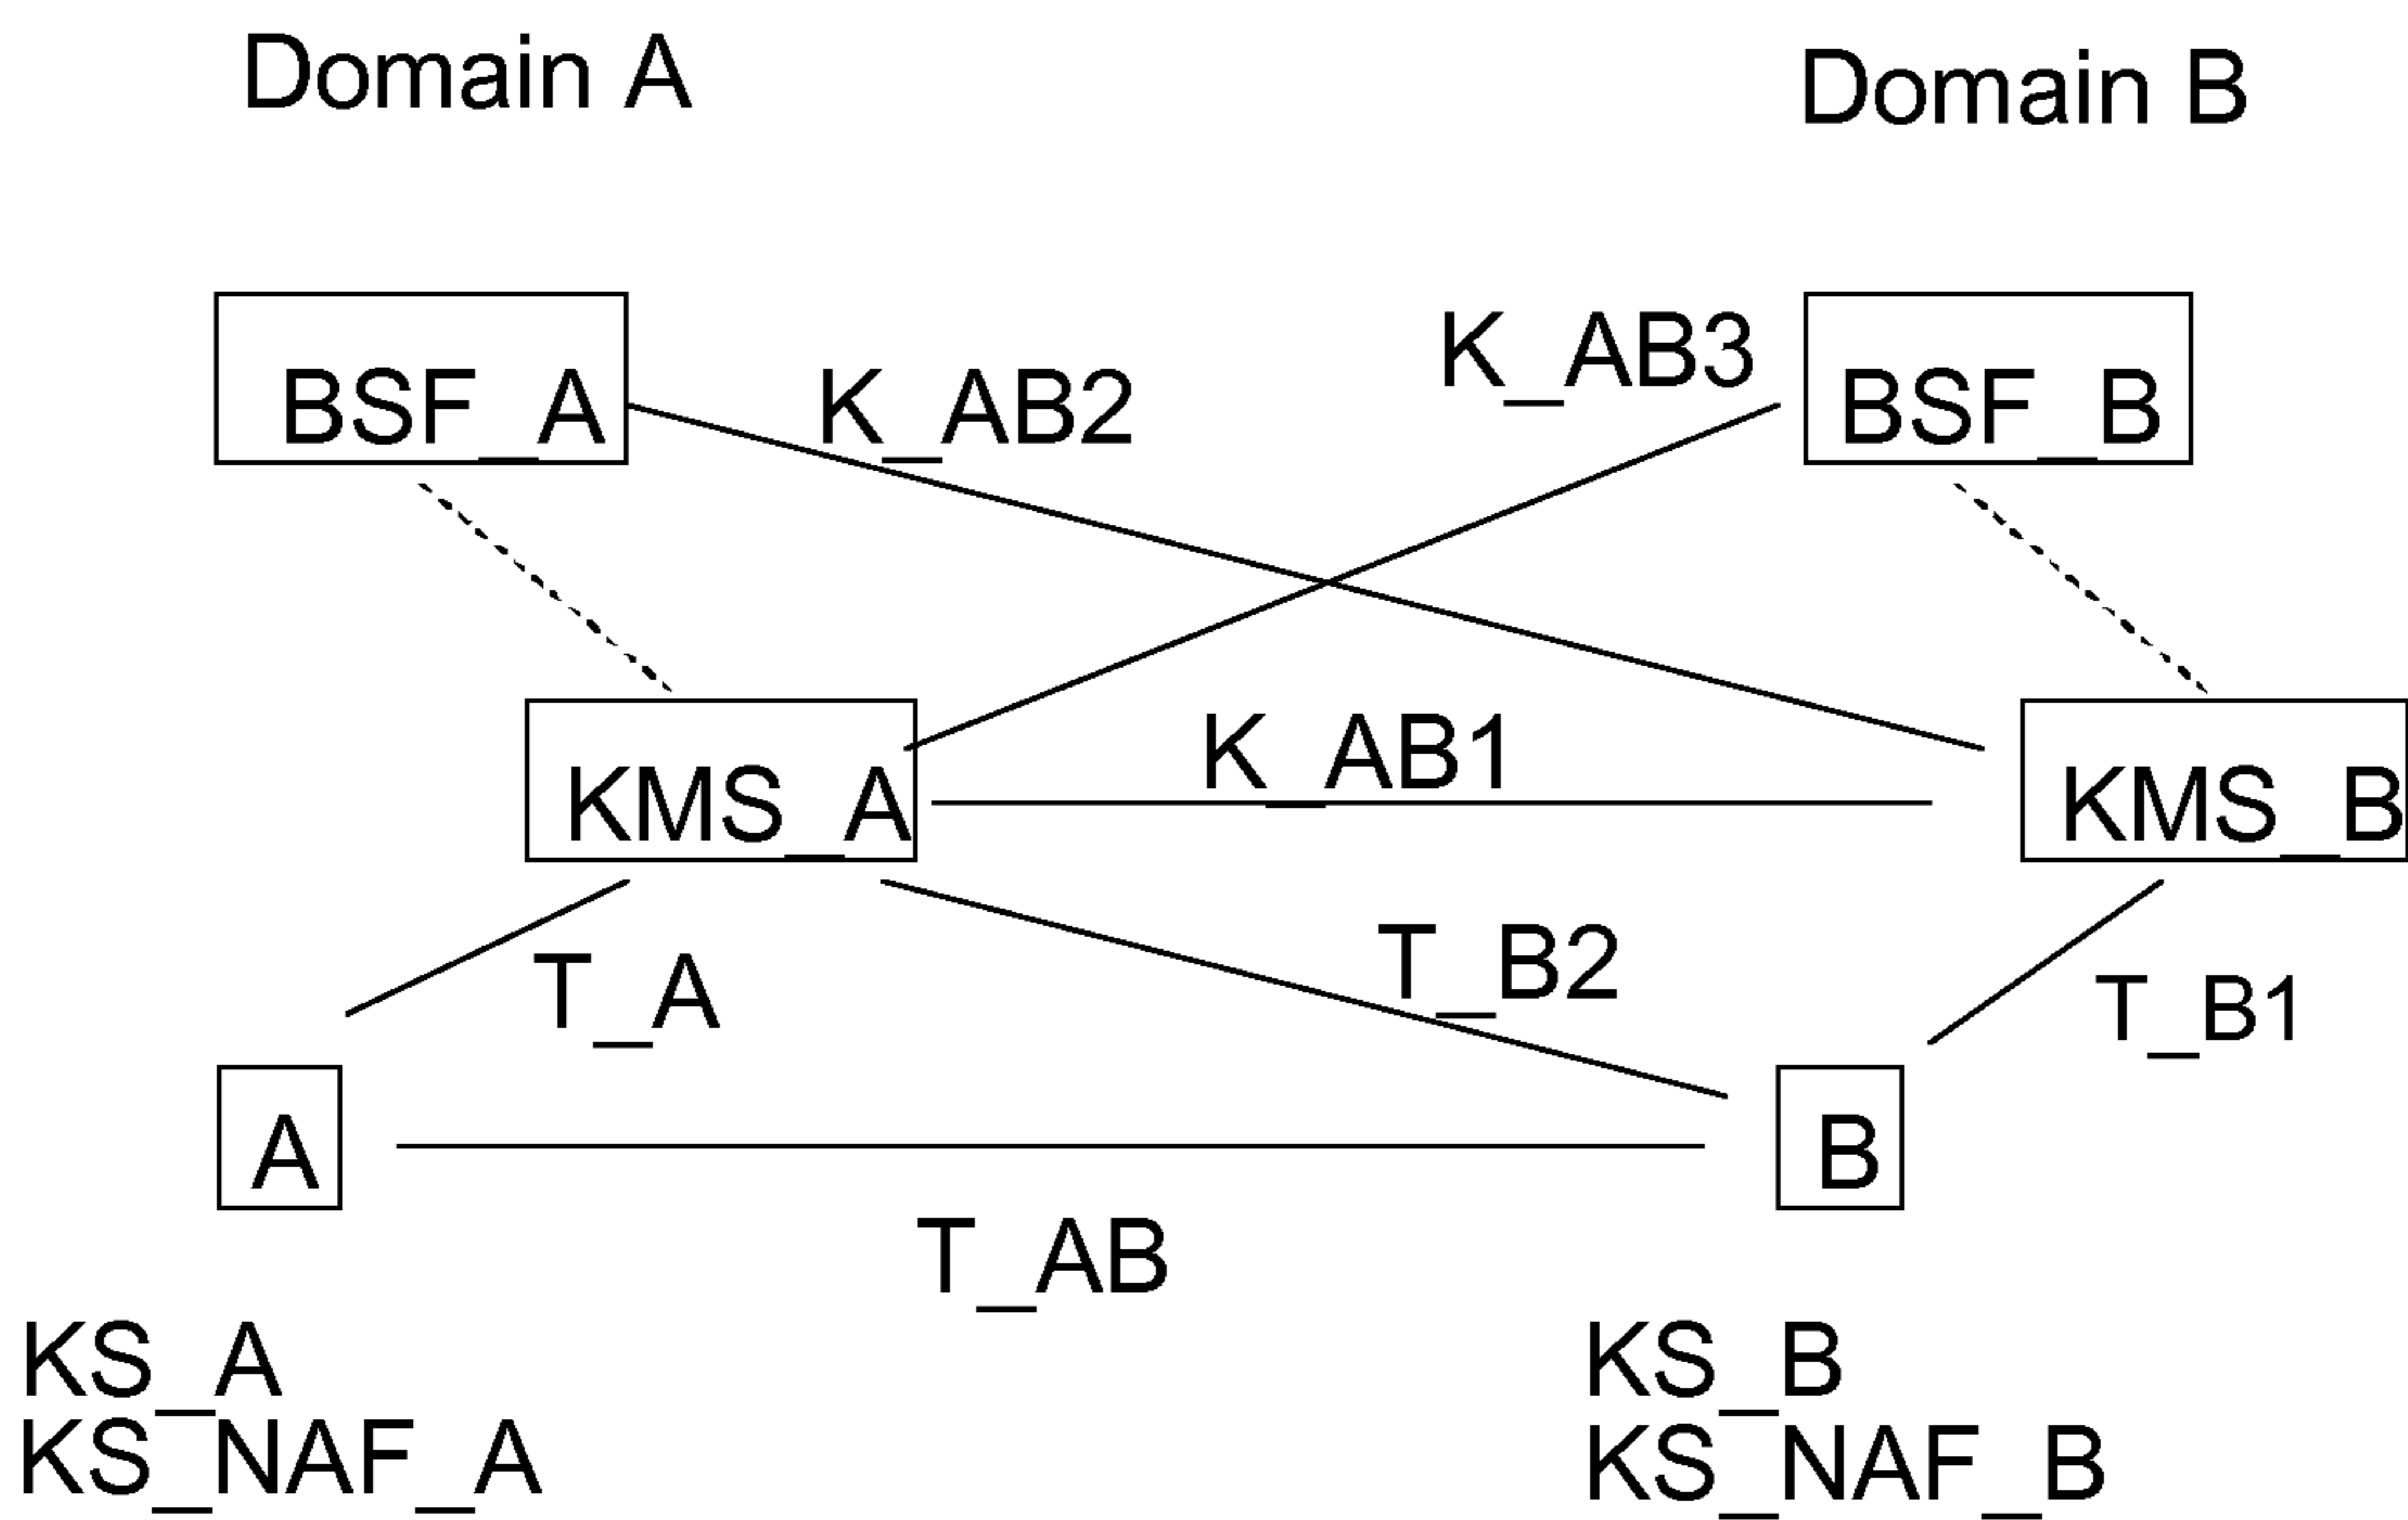 Domain A
Domain B
BSF_A
K_AB2
K_AB3
BSF_B
KMS_A
K_AB1
KMS_B
T_A
T_B2
T_B1
A
B
T_AB
KS_A
KS_NAF_A
KS_B
KS_NAF_B